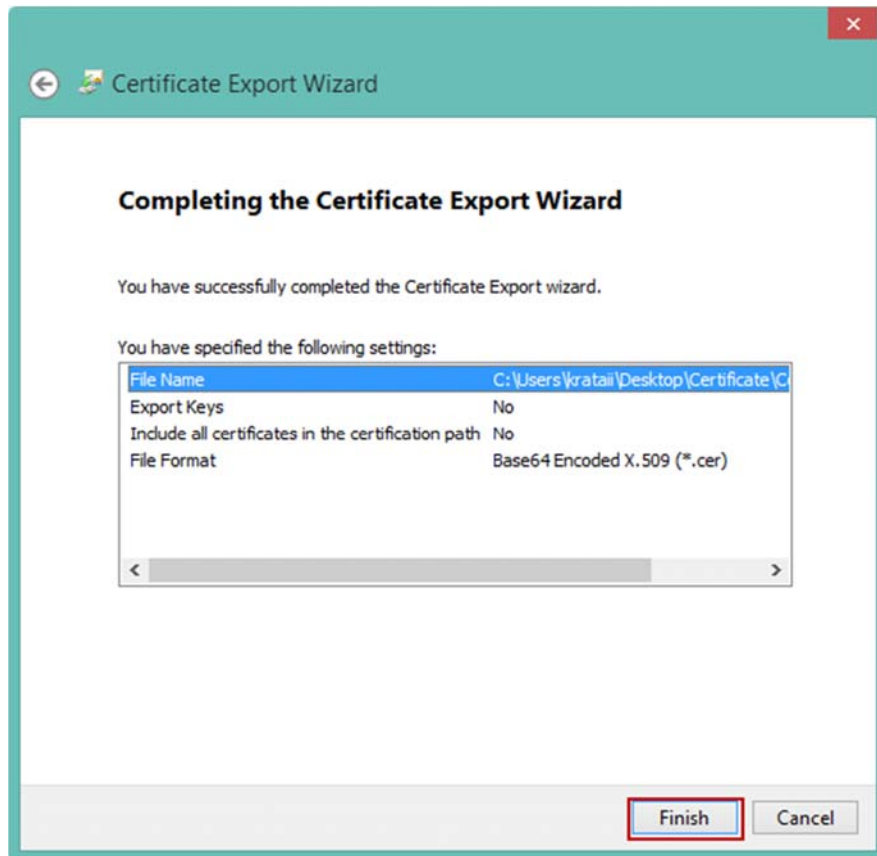 Certificate Export Wizard
Completing the Certificate Export Wizard
You have successfully completed the Certificate Export wizard.
You have specified the following settings:
File Name C:\Users\krataii\Desktop\Certificate\C
Export Keys No
Include all certificates in the certification path No
File Format Base64 Encoded X.509 (*.cer)
Finish Cancel